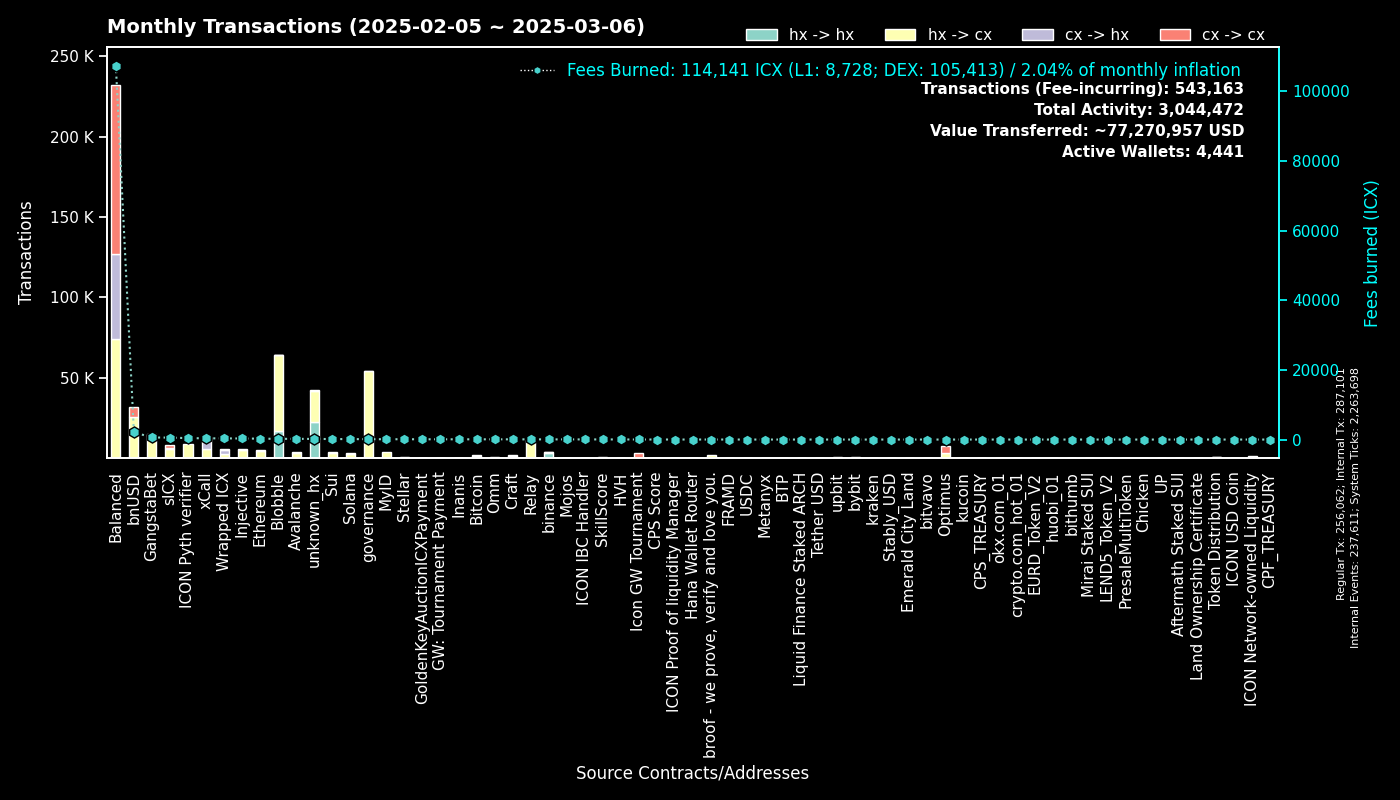 Monthly Transactions (2025-02-05 ~ 2025-03-06)
hx -> hx
hx -> cx
cx -> hx
cx -> cx
Fees Burned: 114,141 ICX (L1: 8,728; DEX: 105,413) / 2.04% of monthly inflation
Transactions (Fee-incurring): 543,163
Total Activity: 3,044,472
Value Transferred: ~77,270,957 USD
Active Wallets: 4,441
Transactions
250 K
200 K
150 K
100 K
50 K
100000
80000
60000
40000
20000
0
Fees burned (ICX)
Regular Tx: 256,062; Internal Tx: 287,101
Internal Events: 237,611; System Ticks: 2,263,698
Balanced
bnUSD
GangstaBet
sICX
ICON Pyth verifier
xCall
Wrapped ICX
Injective
Ethereum
Blobble
Avalanche
unknown_hx
Sui
Solana
governance
MyID
Stellar
GoldenKeyAuctionICXPayment
GW: Tournament Payment
Inanis
Bitcoin
Omm
Craft
Relay
binance
Mojos
ICON IBC Handler
SkillScore
HVH
Icon GW Tournament
CPS Score
ICON Proof of liquidity Manager
Hana Wallet Router
broof - we prove, verify and love you.
FRAMD
USDC
Metanyx
BTP
Liquid Finance Staked ARCH
Tether USD
upbit
bybit
kraken
Stably_USD
Emerald City Land
bitvavo
Optimus
kucoin
CPS_TREASURY
okx.com_01
crypto.com_hot_01
EURD_Token_V2
huobi_01
bithumb
Mirai Staked SUI
LEND5_Token_V2
PresaleMultiToken
Chicken
UP
Aftermath Staked SUI
Land Ownership Certificate
Token Distribution
ICON USD Coin
ICON Network-owned Liquidity
CPF_TREASURY
Source Contracts/Addresses